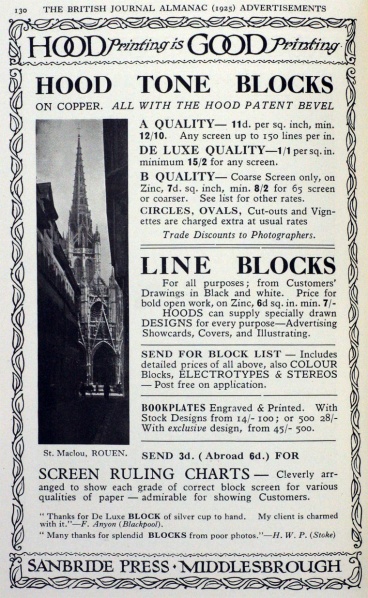 130 THE BRITISH JOURNAL ALMANAC (1925) ADVERTISEMENTS
HOOD Printing is GOOD Printing
HOOD TONE BLOCKS
ON COPPER. ALL WITH THE HOOD PATENT BEVEL
A QUALITY— 11d. per sq. inch, min.
12/10. Any screen up to 150 lines per in.
DE LUXE QUALITY—1/1 per sq. in.
minimum 15/2 for any screen.
B QUALITY— Coarse Screen only, on
Zinc, 7d. sq. inch, min. 8/2 for 65 screen
or coarser. See list for other rates.
CIRCLES, OVALS, Cut-outs and Vign-
ettes are charged extra at usual rates
Trade Discounts to Photographers.
LINE BLOCKS
For all purposes; from Customers'
Drawings in Black and white. Price for
bold open work, on Zinc, 6d sq. in. min. 7/-
HOODS can supply specially drawn
DESIGNS for every purpose—Advertising
Showcards, Covers, and Illustrating.
SEND FOR BLOCK LIST — Includes
detailed prices of all above, also COLOUR
Blocks, ELECTROTYPES & STEREOS
— Post free on application.
BOOKPLATES Engraved & Printed. With
Stock Designs from 14/- 100; or 500 28/-
With exclusive design, from 45/- 500.
St. Maclou, ROUEN.
SEND 3d. (Abroad 6d.) FOR
SCREEN RULING CHARTS — Cleverly arr-
anged to show each grade of correct block screen for various
qualities of paper — admirable for showing Customers.
"Thanks for De Luxe BLOCK of silver cup to hand. My client is charmed
with it."—F. Anyon (Blackpool).
"Many thanks for splendid BLOCKS from poor photos."—H. W. P. (Stoke)
SANBRIDE PRESS · MIDDLESBROUGH